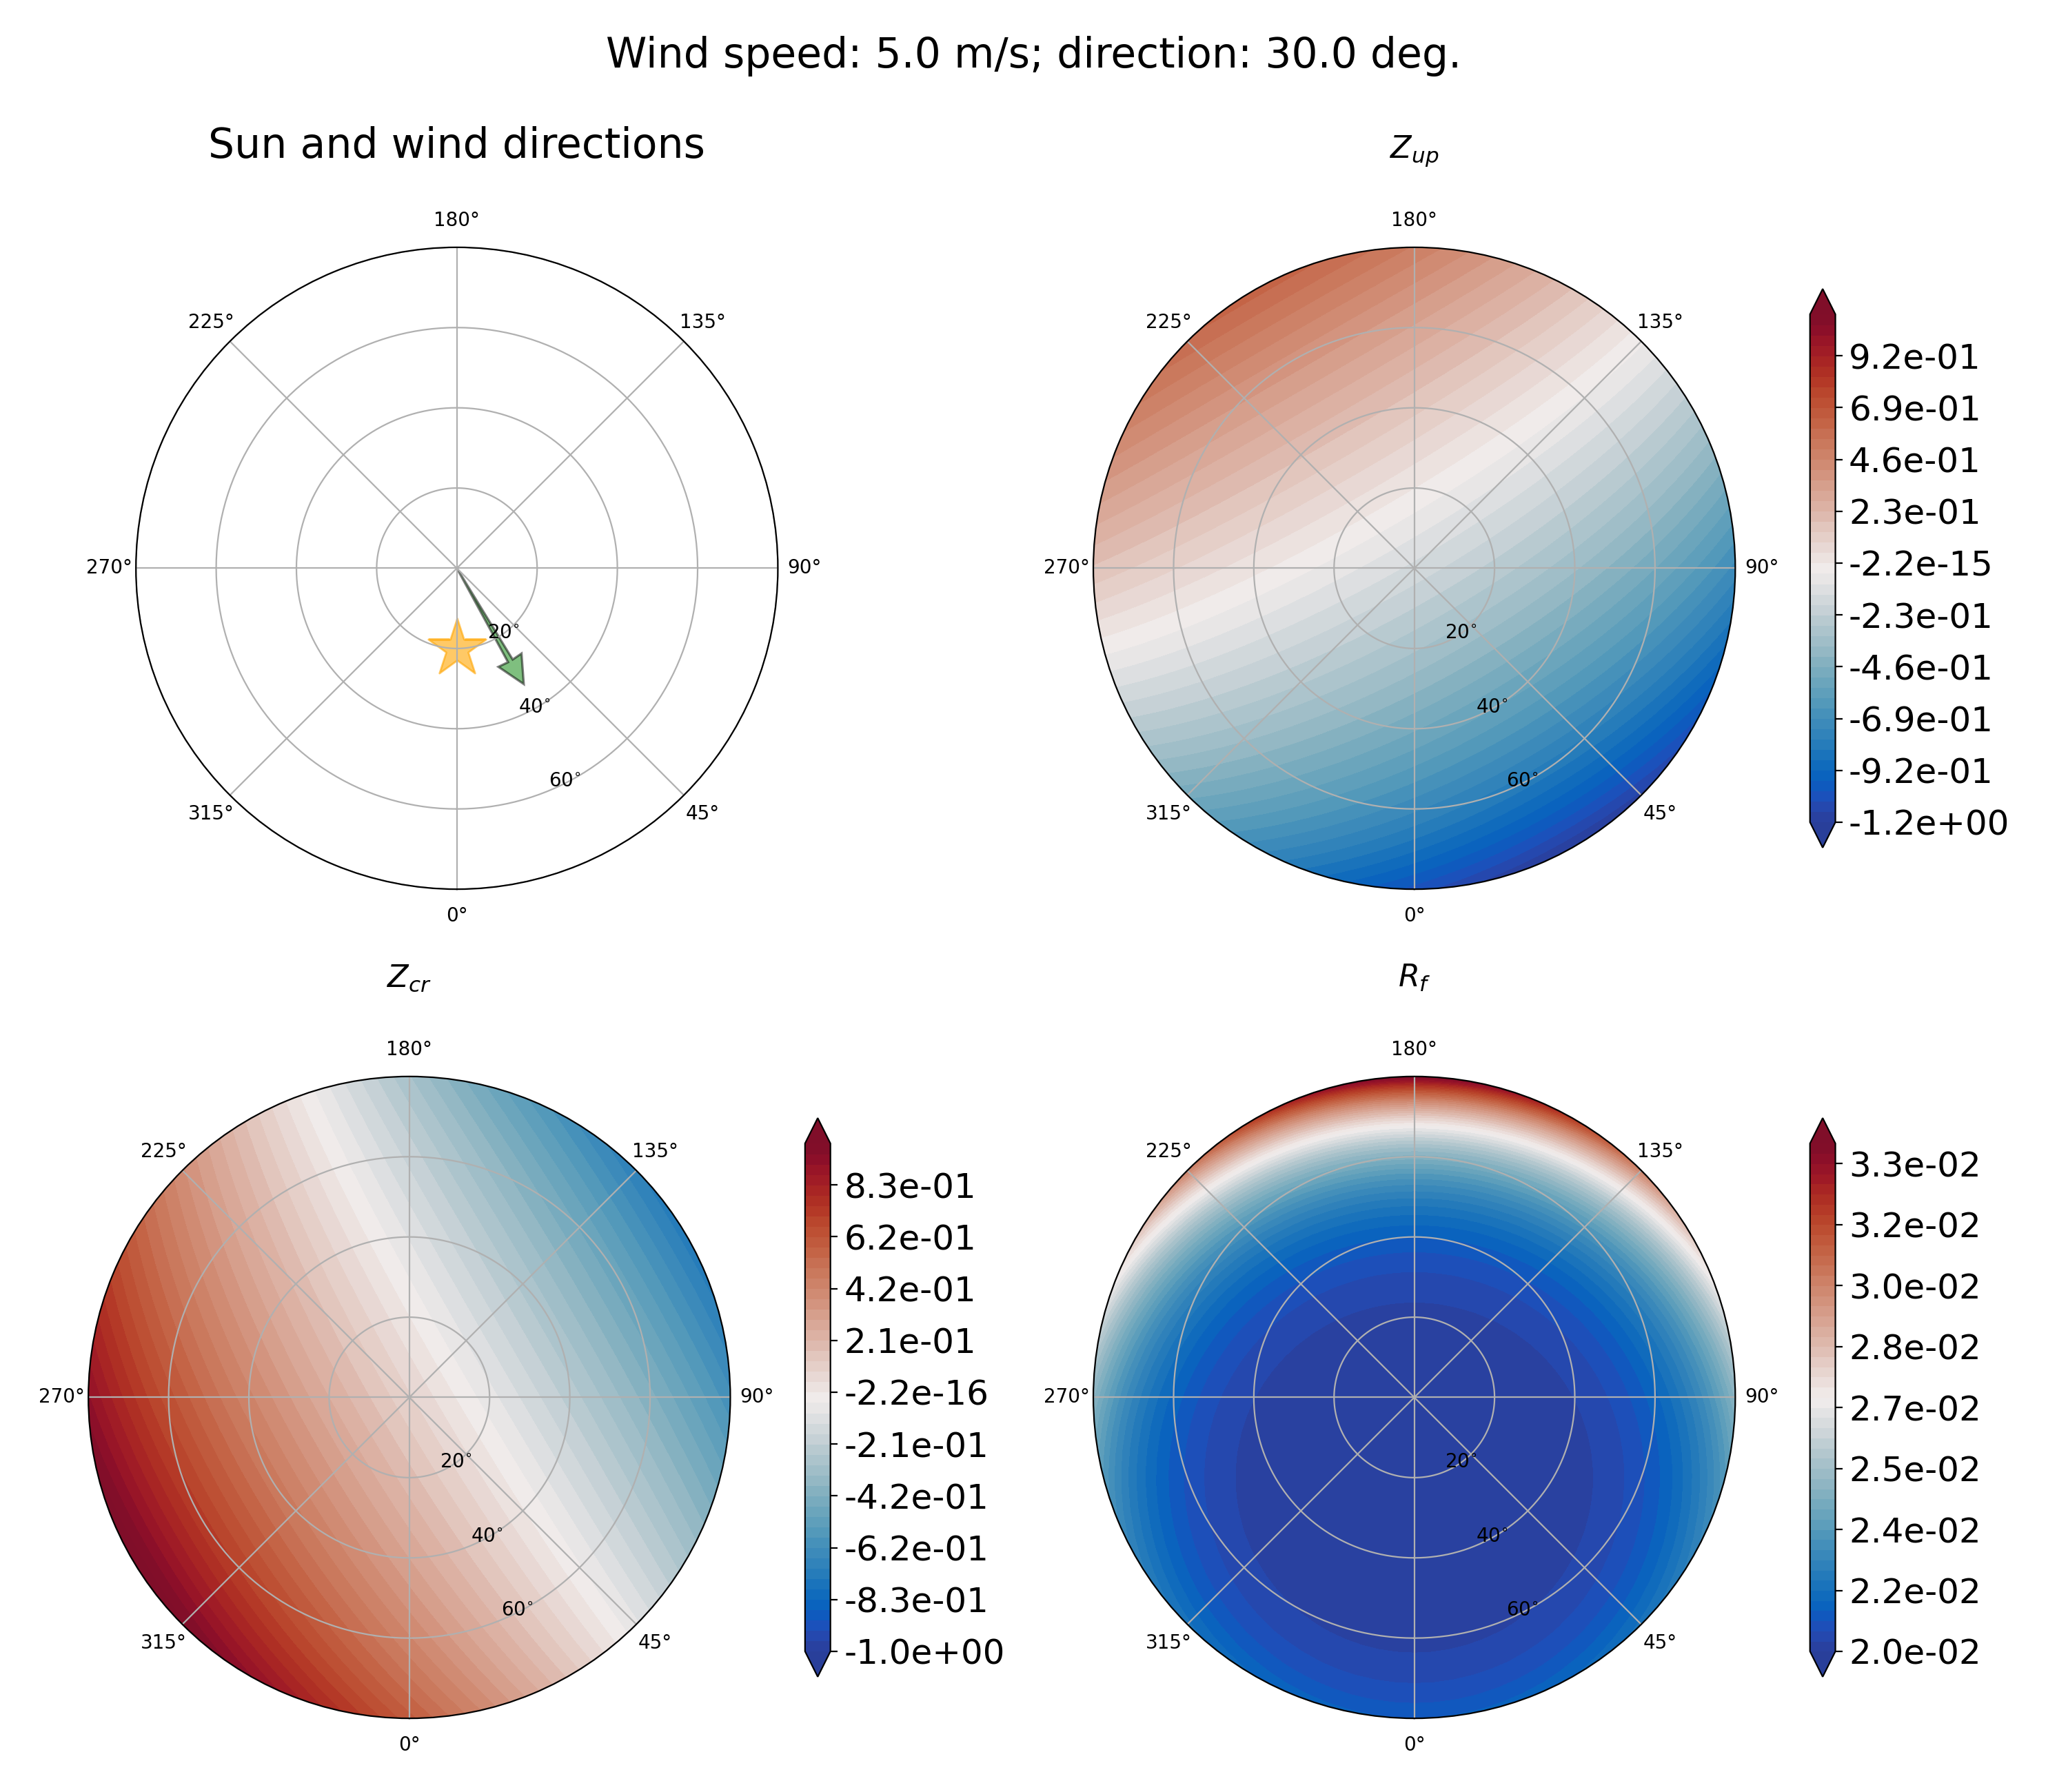 Wind speed: 5.0 m/s; direction: 30.0 deg.
Sun and wind directions
180°
225°
135°
270°
90°
20°
40°
60°
315°
45°
0°
Z_up
180°
225°
135°
270°
90°
20°
40°
60°
315°
45°
0°
9.2e-01
6.9e-01
4.6e-01
2.3e-01
-2.2e-15
-2.3e-01
-4.6e-01
-6.9e-01
-9.2e-01
-1.2e+00
Z_cr
180°
225°
135°
270°
90°
20°
40°
60°
315°
45°
0°
8.3e-01
6.2e-01
4.2e-01
2.1e-01
-2.2e-16
-2.1e-01
-4.2e-01
-6.2e-01
-8.3e-01
-1.0e+00
R_f
180°
225°
135°
270°
90°
20°
40°
60°
315°
45°
0°
3.3e-02
3.2e-02
3.0e-02
2.8e-02
2.7e-02
2.5e-02
2.4e-02
2.2e-02
2.0e-02